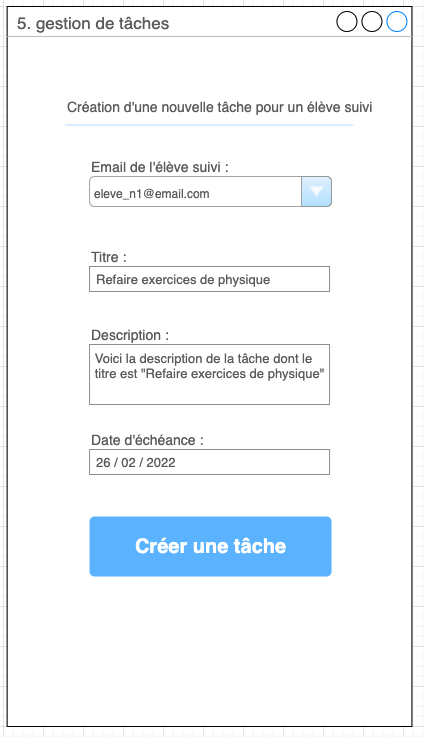 5. gestion de tâches
Création d'une nouvelle tâche pour un élève suivi
Email de l'élève suivi :
eleve_n1@email.com
Titre :
Refaire exercices de physique
Description :
Voici la description de la tâche dont le
titre est "Refaire exercices de physique"
Date d'échéance :
26 / 02 / 2022
Créer une tâche